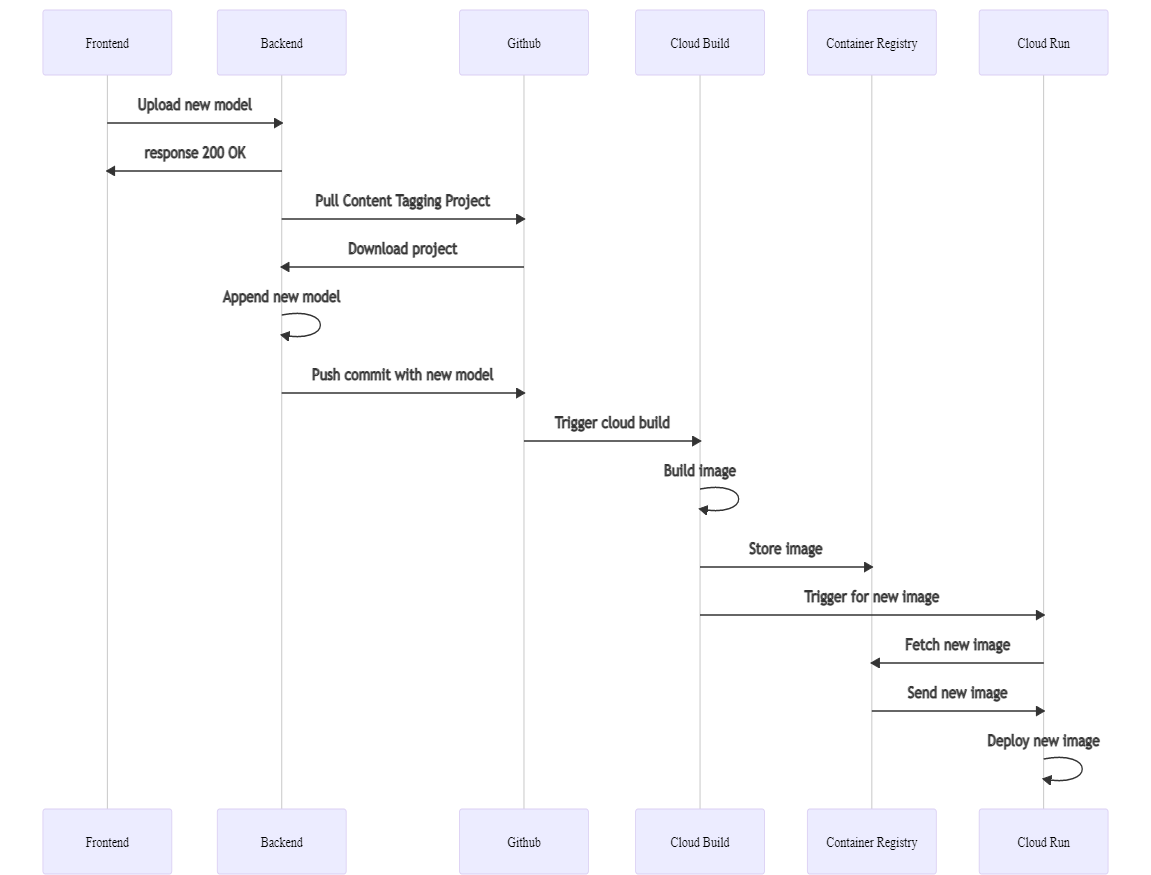 Frontend
Backend
Github
Cloud Build
Container Registry
Cloud Run
Upload new model
response 200 OK
Pull Content Tagging Project
Download project
Append new model
Push commit with new model
Trigger cloud build
Build image
Store image
Trigger for new image
Fetch new image
Send new image
Deploy new image
Frontend
Backend
Github
Cloud Build
Container Registry
Cloud Run